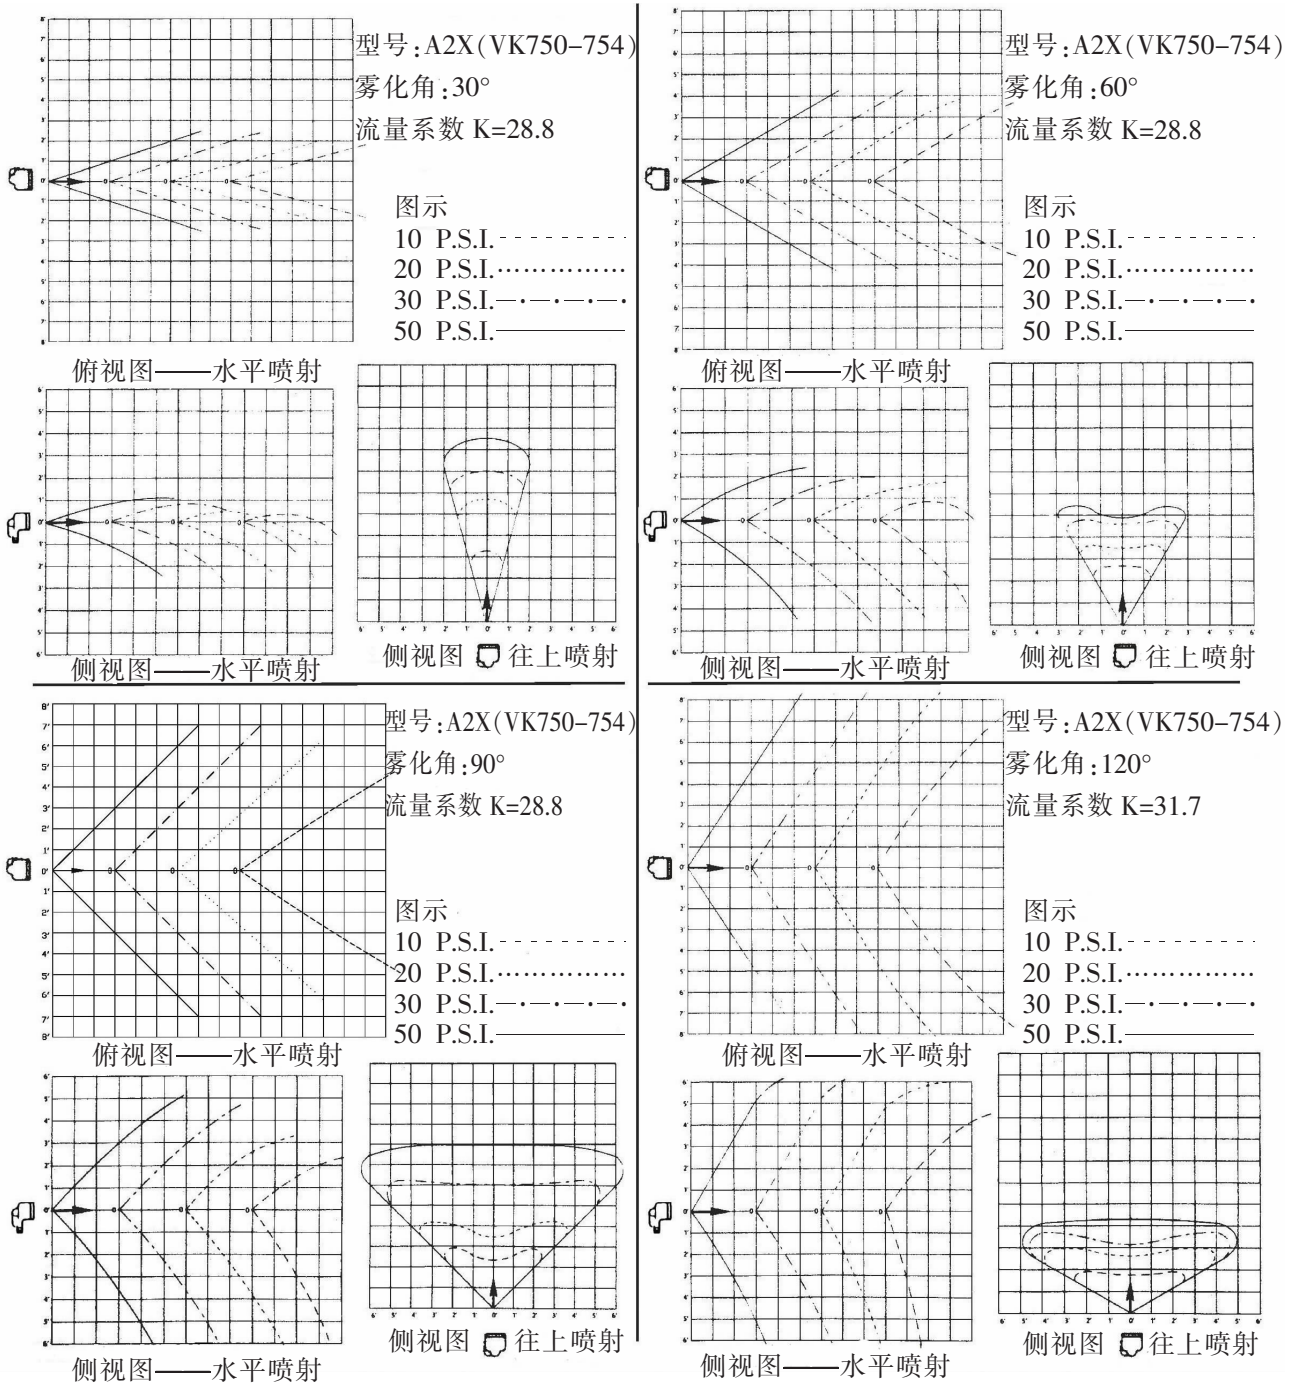 型号:A2X(VK750-754)
雾化角:30°
流量系数 K=28.8
图示
10 P.S.I.
20 P.S.I.
30 P.S.I.
50 P.S.I.
俯视图——水平喷射
侧视图——水平喷射
侧视图 往上喷射
型号:A2X(VK750-754)
雾化角:60°
流量系数 K=28.8
图示
10 P.S.I.
20 P.S.I.
30 P.S.I.
50 P.S.I.
俯视图——水平喷射
侧视图——水平喷射
侧视图 往上喷射
型号:A2X(VK750-754)
雾化角:90°
流量系数 K=28.8
图示
10 P.S.I.
20 P.S.I.
30 P.S.I.
50 P.S.I.
俯视图——水平喷射
侧视图——水平喷射
侧视图 往上喷射
型号:A2X(VK750-754)
雾化角:120°
流量系数 K=31.7
图示
10 P.S.I.
20 P.S.I.
30 P.S.I.
50 P.S.I.
俯视图——水平喷射
侧视图——水平喷射
侧视图 往上喷射